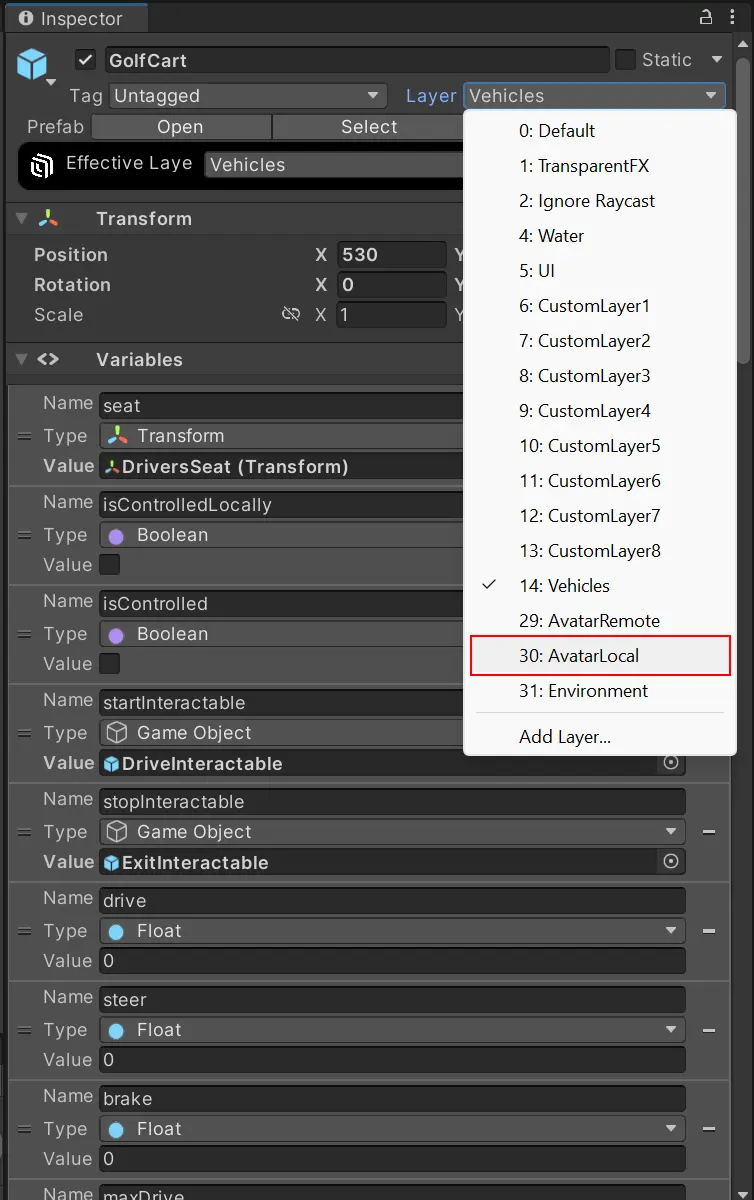 Inspector
GolfCart
Static
Tag Untagged
Layer Vehicles
Prefab Open Select
Effective Laye Vehicles
Transform
Position X 530 Y
Rotation X 0 Y
Scale X 1 Y
Variables
Name seat
Type Transform
Value DriversSeat (Transform)
Name isControlledLocally
Type Boolean
Value
Name isControlled
Type Boolean
Value
Name startInteractable
Type Game Object
Value DriveInteractable
Name stopInteractable
Type Game Object
Value ExitInteractable
Name drive
Type Float
Value 0
Name steer
Type Float
Value 0
Name brake
Type Float
Value 0
Name maxDrive
0: Default
1: TransparentFX
2: Ignore Raycast
4: Water
5: UI
6: CustomLayer1
7: CustomLayer2
8: CustomLayer3
9: CustomLayer4
10: CustomLayer5
11: CustomLayer6
12: CustomLayer7
13: CustomLayer8
14: Vehicles
29: AvatarRemote
30: AvatarLocal
31: Environment
Add Layer...